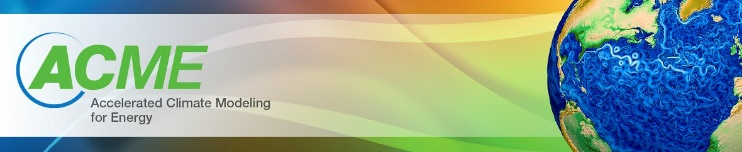 ACME
Accelerated Climate Modeling
for Energy